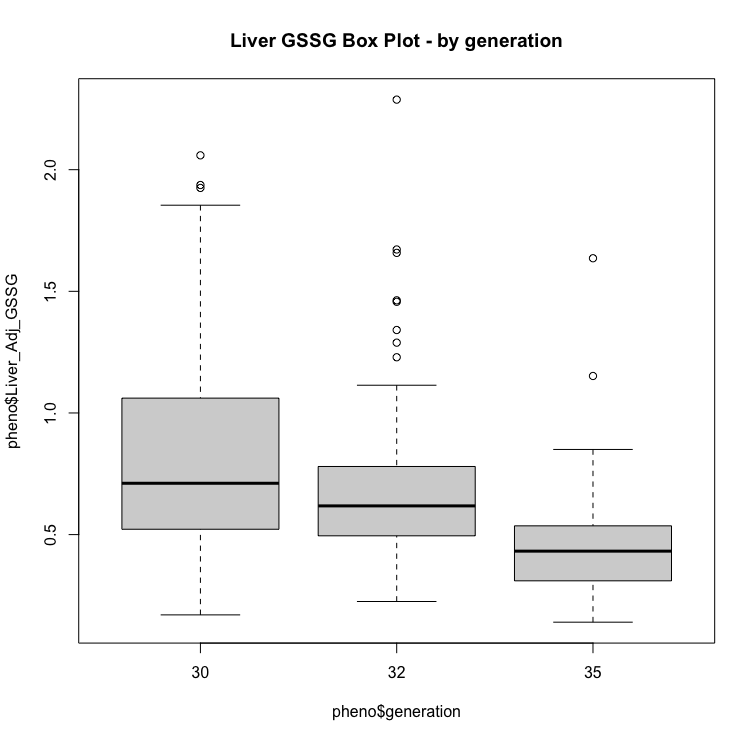 Liver GSSG Box Plot - by generation
pheno$Liver_Adj_GSSG
2.0
1.5
1.0
0.5
30 32 35
pheno$generation